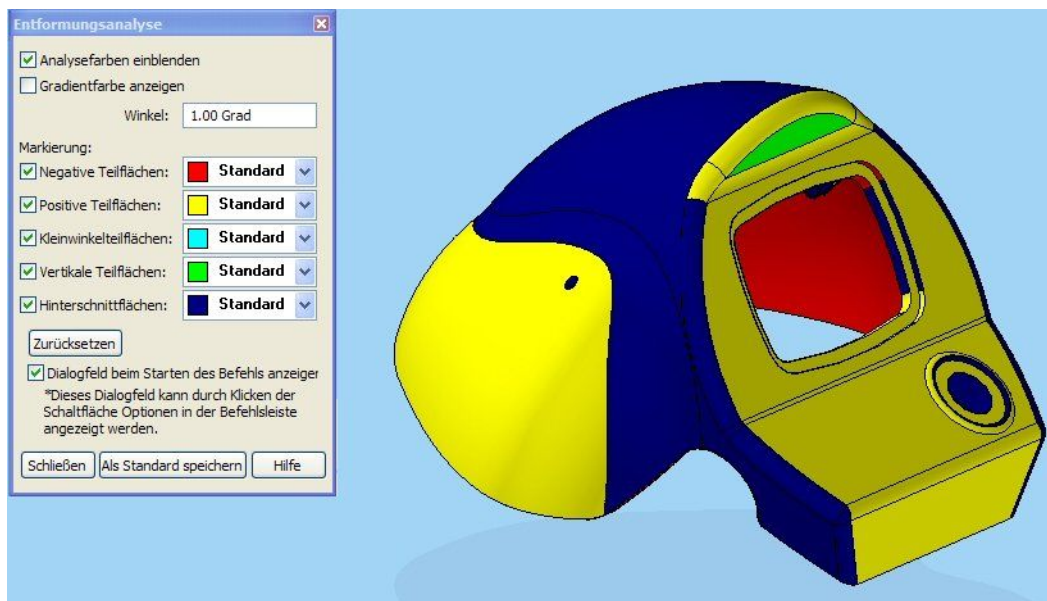 Entformungsanalyse
Analysefarben einblenden
Gradientfarbe anzeigen
Winkel: 1.00 Grad
Markierung:
Negative Teilflächen: Standard
Positive Teilflächen: Standard
Kleinwinkelteilflächen: Standard
Vertikale Teilflächen: Standard
Hinterschnittflächen: Standard
Zurücksetzen
Dialogfeld beim Starten des Befehls anzeiger
*Dieses Dialogfeld kann durch Klicken der
Schaltfläche Optionen in der Befehlsleiste
angezeigt werden.
Schließen Als Standard speichern Hilfe